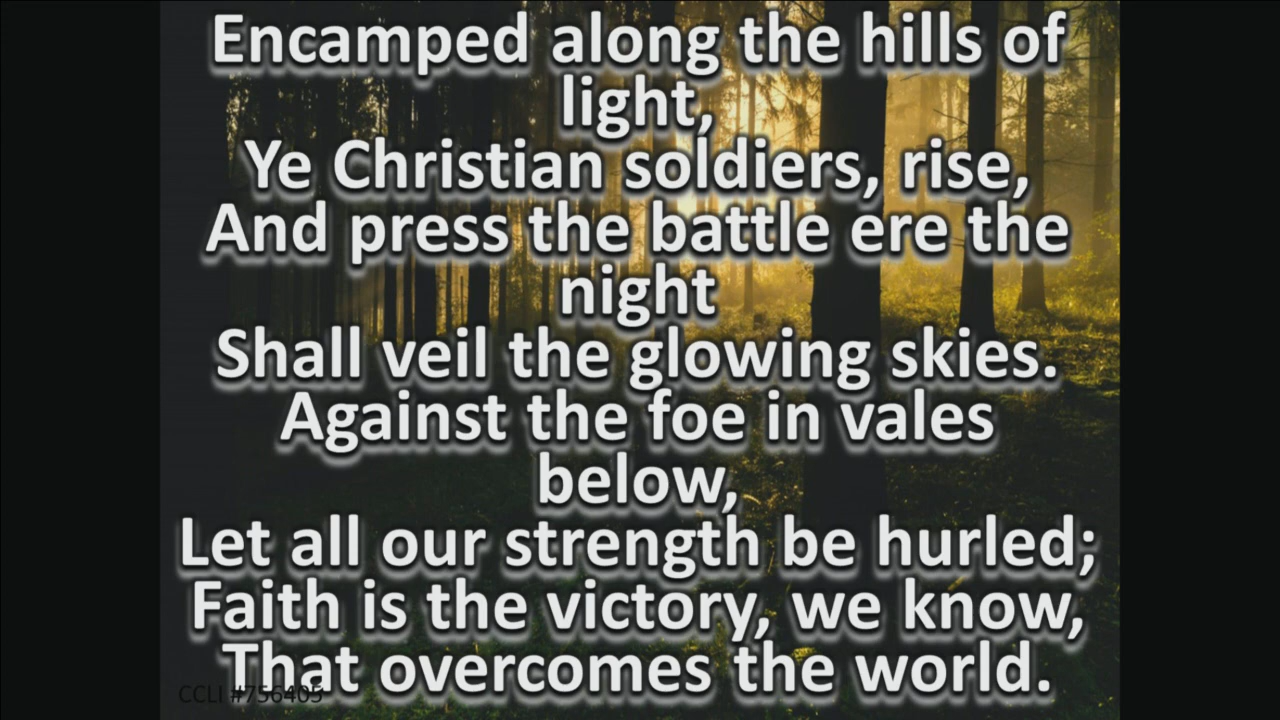 Encamped along the hills of
light,
Ye Christian soldiers, rise,
And press the battle ere the
night
Shall veil the glowing skies.
Against the foe in vales
below,
Let all our strength be hurled;
Faith is the victory, we know,
That overcomes the world.
CCLI #756405